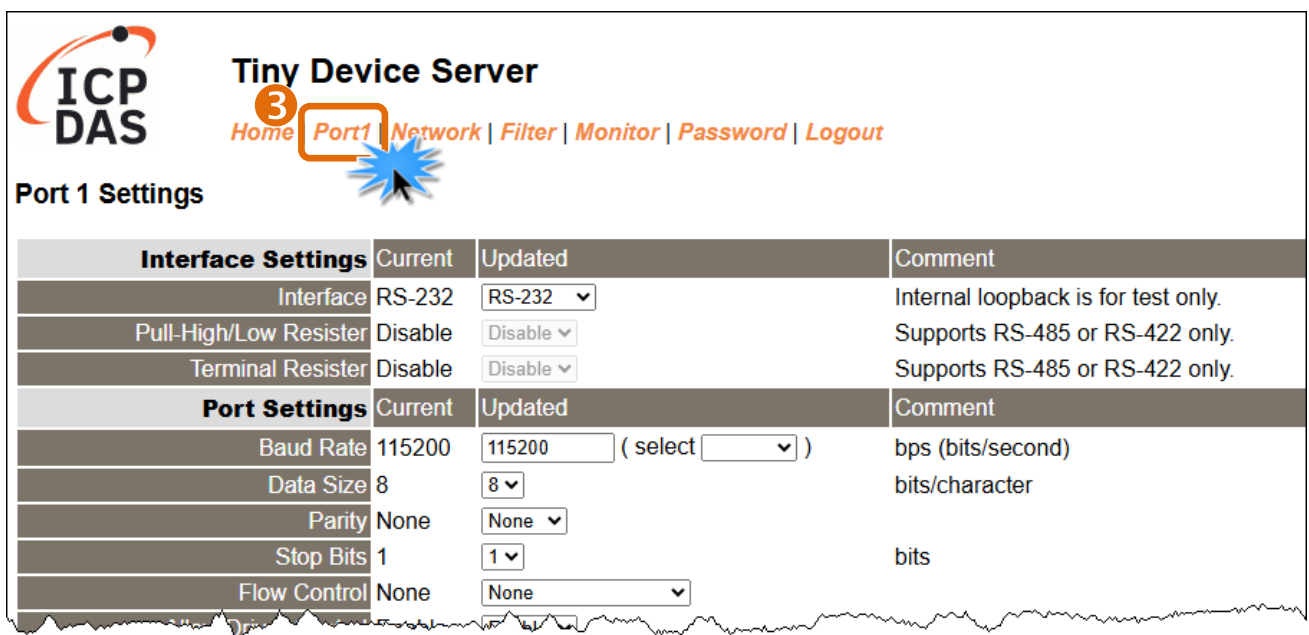 ICP
DAS
Tiny Device Server
3
Home | Port1 | Network | Filter | Monitor | Password | Logout
Port 1 Settings
Interface Settings Current Updated Comment
Interface RS-232 RS-232 Internal loopback is for test only.
Pull-High/Low Resister Disable Disable Supports RS-485 or RS-422 only.
Terminal Resister Disable Disable Supports RS-485 or RS-422 only.
Port Settings Current Updated Comment
Baud Rate 115200 115200 ( select ) bps (bits/second)
Data Size 8 8 bits/character
Parity None None
Stop Bits 1 1 bits
Flow Control None None